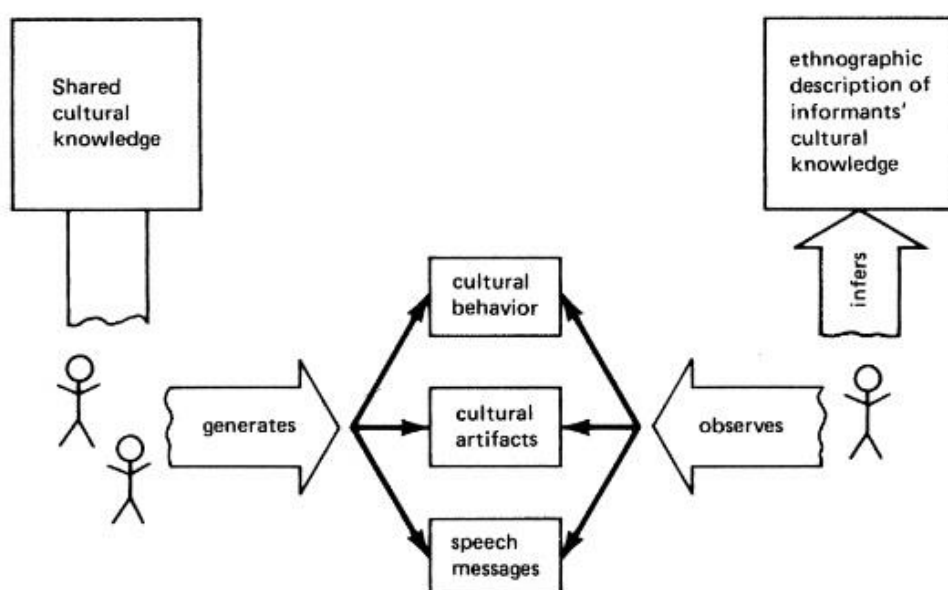 Shared
cultural
knowledge
ethnographic
description of
informants'
cultural
knowledge
infers
cultural
behavior
generates
cultural
artifacts
observes
speech
messages